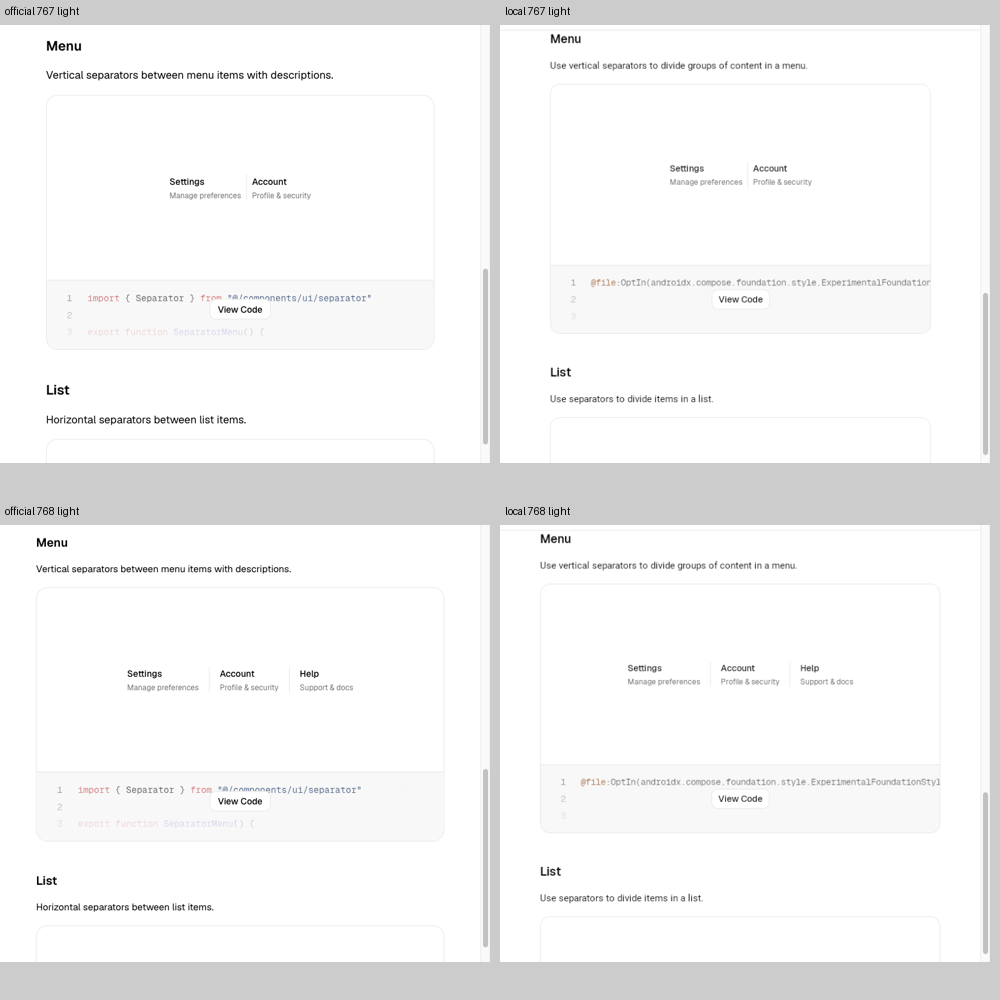 official 767 light
Menu
Vertical separators between menu items with descriptions.
Settings
Account
Manage preferences
Profile & security
1 import { Separator } from "@/components/ui/separator"
2
View Code
3 export function SeparatorMenu() {
List
Horizontal separators between list items.
local 767 light
Menu
Use vertical separators to divide groups of content in a menu.
Settings
Account
Manage preferences
Profile & security
1 @file:OptIn(androidx.compose.foundation.style.ExperimentalFoundation
2
View Code
3
List
Use separators to divide items in a list.
official 768 light
Menu
Vertical separators between menu items with descriptions.
Settings
Account
Help
Manage preferences
Profile & security
Support & docs
1 import { Separator } from "@/components/ui/separator"
2
View Code
3 export function SeparatorMenu() {
List
Horizontal separators between list items.
local 768 light
Menu
Use vertical separators to divide groups of content in a menu.
Settings
Account
Help
Manage preferences
Profile & security
Support & docs
1 @file:OptIn(androidx.compose.foundation.style.ExperimentalFoundationStyl
2
View Code
3
List
Use separators to divide items in a list.